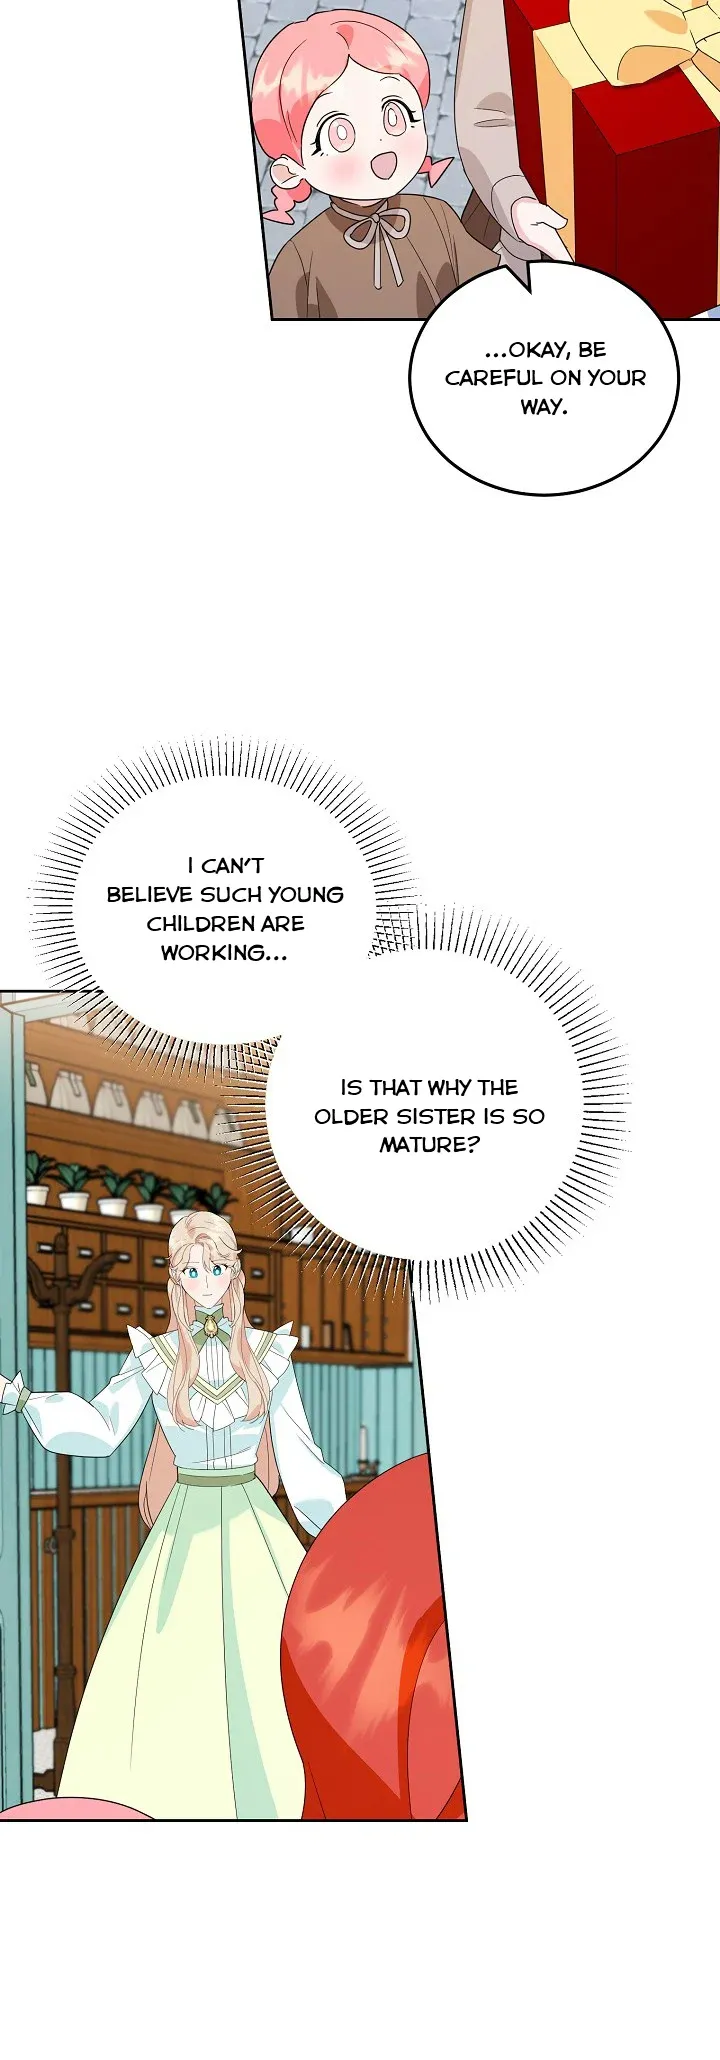 ...OKAY, BE
CAREFUL ON YOUR
WAY.
I CAN'T
BELIEVE SUCH YOUNG
CHILDREN ARE
WORKING...
IS THAT WHY THE
OLDER SISTER IS SO
MATURE?